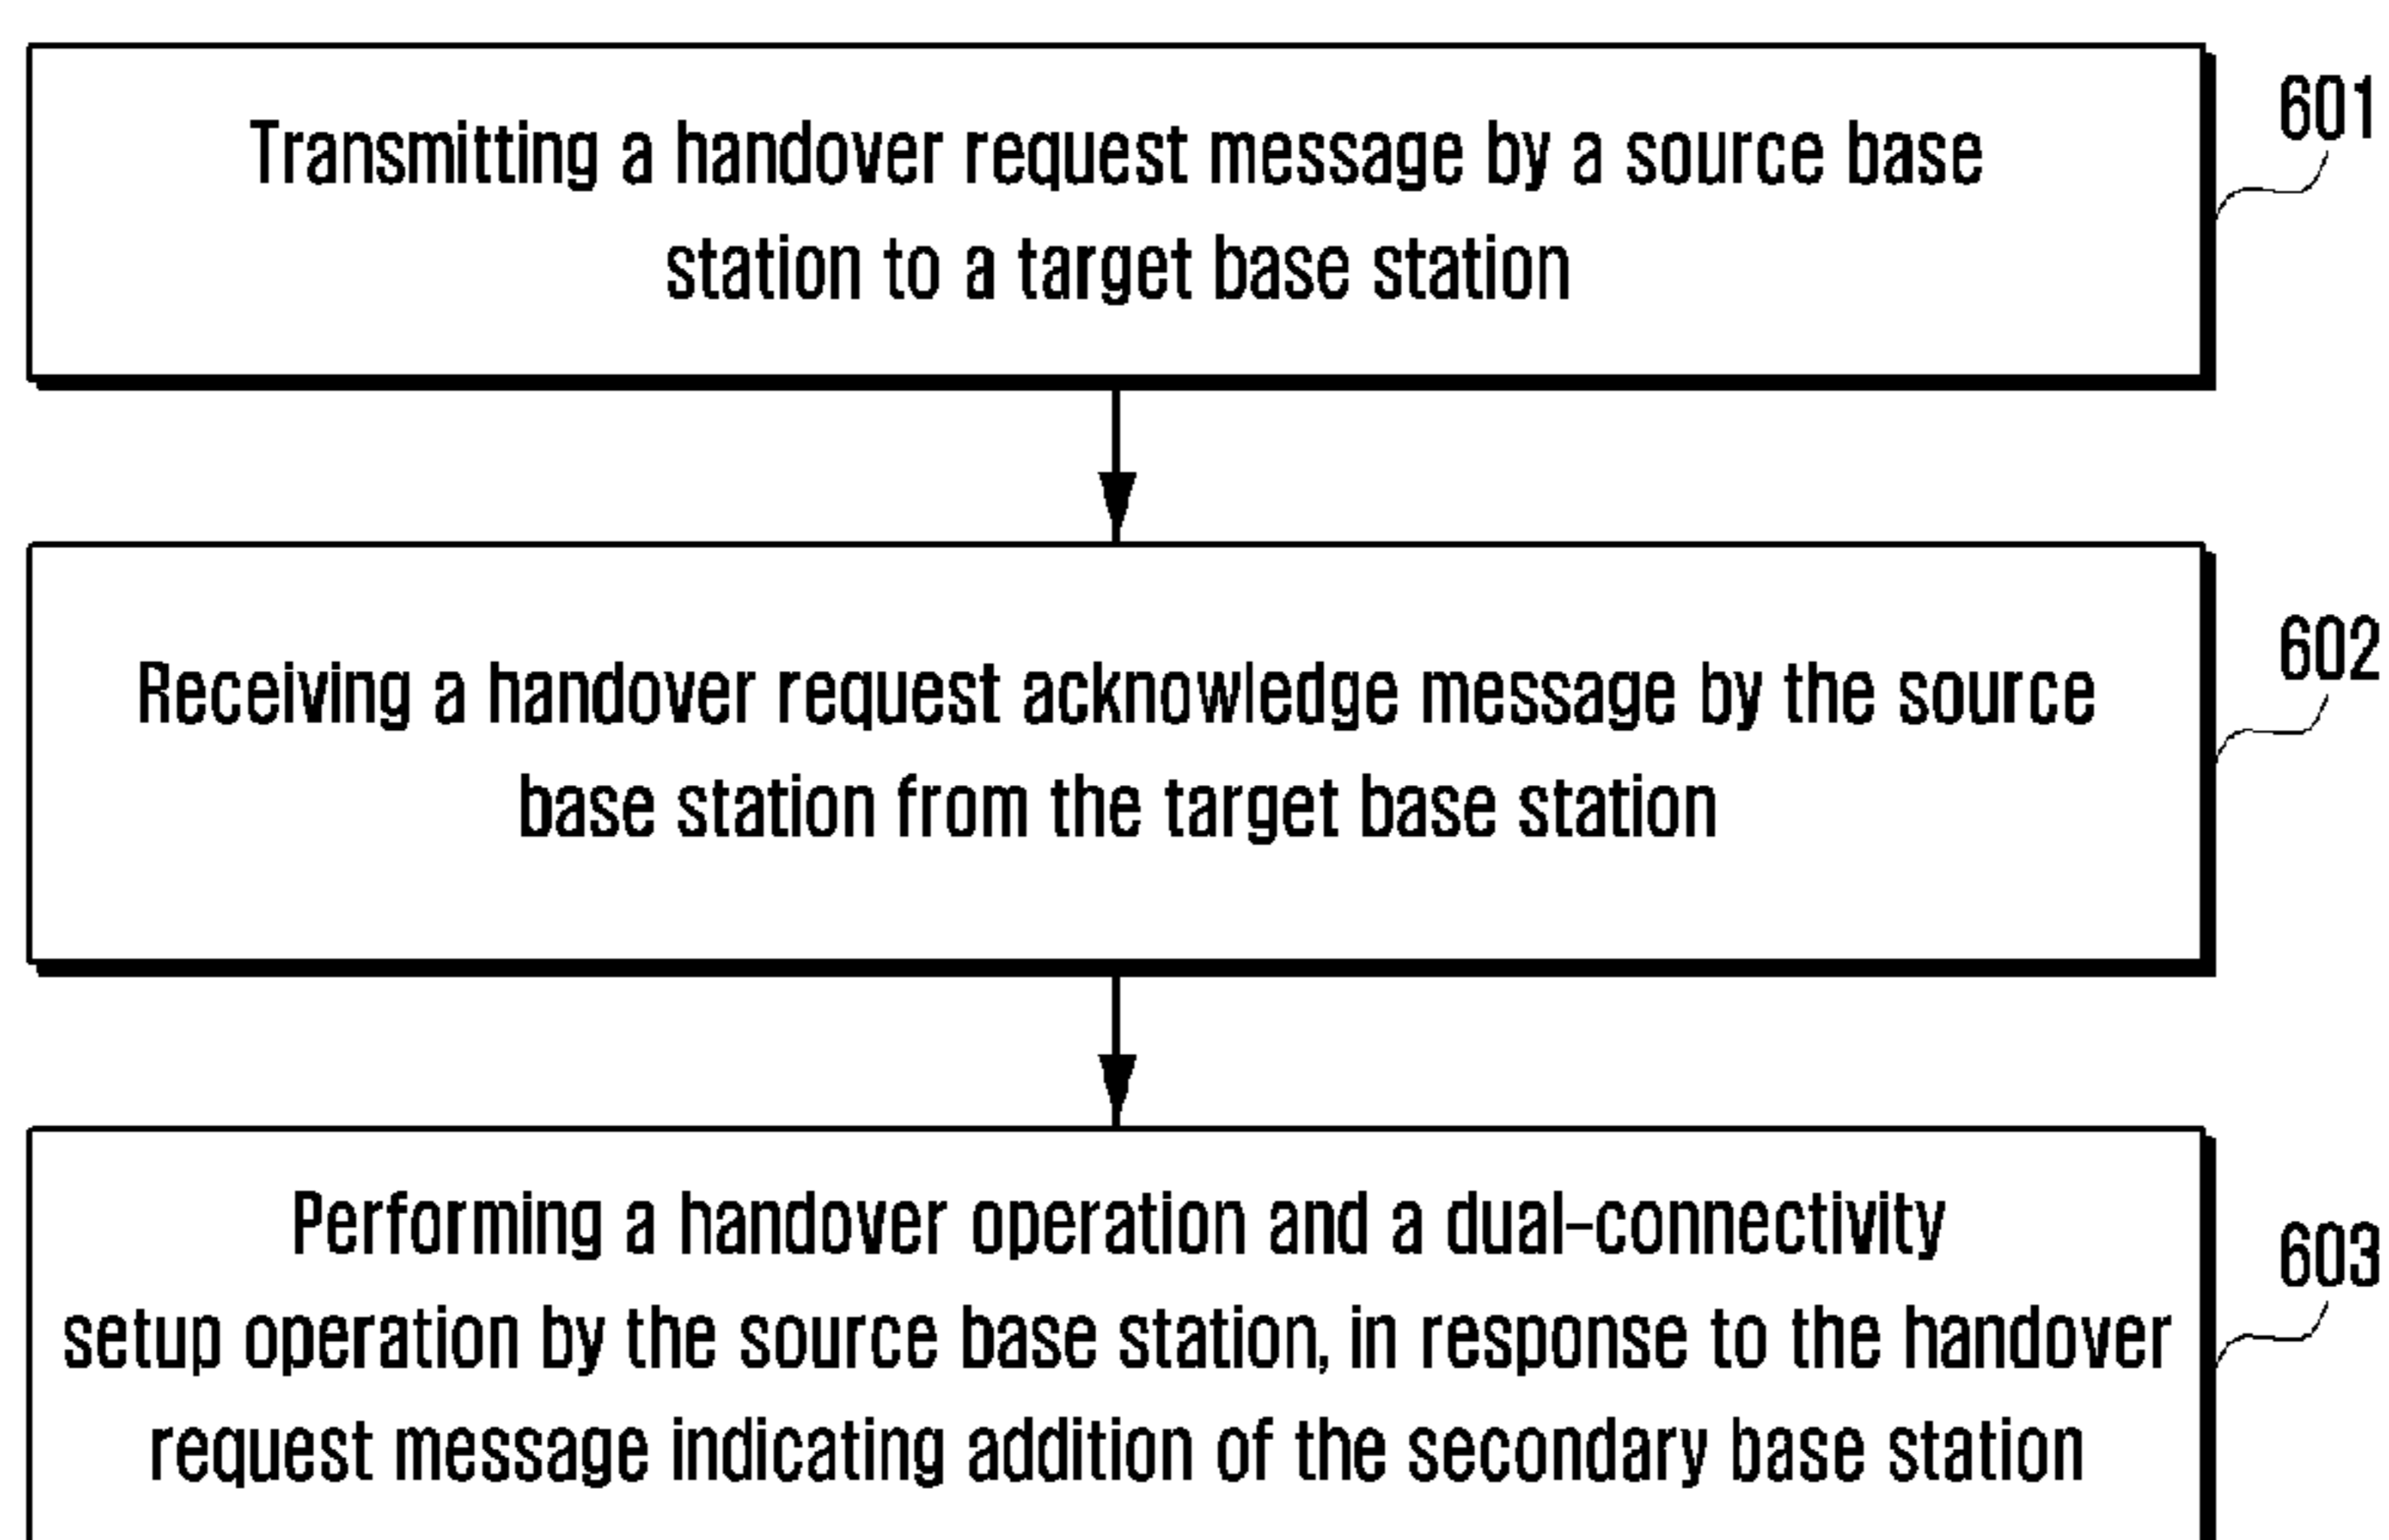 Transmitting a handover request message by a source base
station to a target base station
601
Receiving a handover request acknowledge message by the source
base station from the target base station
602
Performing a handover operation and a dual-connectivity
setup operation by the source base station, in response to the handover
request message indicating addition of the secondary base station
603